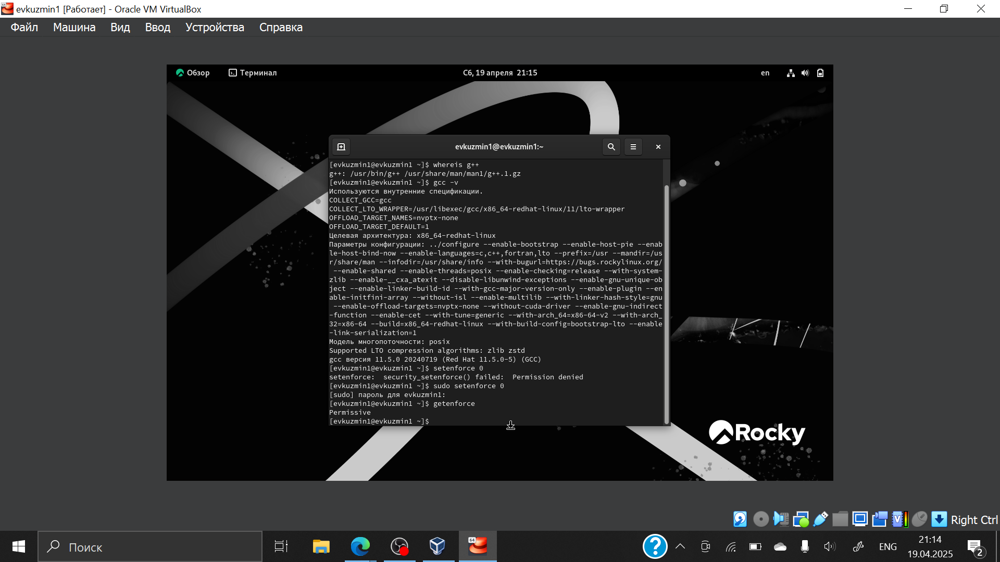 evkuzmin1 [Работает] - Oracle VM VirtualBox
Файл Машина Вид Ввод Устройства Справка
Обзор Терминал Сб, 19 апреля 21:15 en
evkuzmin1@evkuzmin1:~
[evkuzmin1@evkuzmin1 ~]$ whereis g++
g++: /usr/bin/g++ /usr/share/man/man1/g++.1.gz
[evkuzmin1@evkuzmin1 ~]$ gcc -v
Используются внутренние спецификации.
COLLECT_GCC=gcc
COLLECT_LTO_WRAPPER=/usr/libexec/gcc/x86_64-redhat-linux/11/lto-wrapper
OFFLOAD_TARGET_NAMES=nvptx-none
OFFLOAD_TARGET_DEFAULT=1
Целевая архитектура: x86_64-redhat-linux
Параметры конфигурации: ../configure --enable-bootstrap --enable-host-pie --enab
le-host-bind-now --enable-languages=c,c++,fortran,lto --prefix=/usr --mandir=/us
r/share/man --infodir=/usr/share/info --with-bugurl=https://bugs.rockylinux.org/
--enable-shared --enable-threads=posix --enable-checking=release --with-system-
zlib --enable-__cxa_atexit --disable-libunwind-exceptions --enable-gnu-unique-ob
ject --enable-linker-build-id --with-gcc-major-version-only --enable-plugin --en
able-initfini-array --without-isl --enable-multilib --with-linker-hash-style=gnu
--enable-offload-targets=nvptx-none --without-cuda-driver --enable-gnu-indirect
-function --enable-cet --with-tune=generic --with-arch_64=x86-64-v2 --with-arch_
32=x86-64 --build=x86_64-redhat-linux --with-build-config=bootstrap-lto --enable
-link-serialization=1
Модель многопоточности: posix
Supported LTO compression algorithms: zlib zstd
gcc версия 11.5.0 20240719 (Red Hat 11.5.0-5) (GCC)
[evkuzmin1@evkuzmin1 ~]$ setenforce 0
setenforce:  security_setenforce() failed:  Permission denied
[evkuzmin1@evkuzmin1 ~]$ sudo setenforce 0
[sudo] пароль для evkuzmin1:
[evkuzmin1@evkuzmin1 ~]$ getenforce
Permissive
[evkuzmin1@evkuzmin1 ~]$
Rocky
Right Ctrl
Поиск
64
ENG
21:14
19.04.2025
2